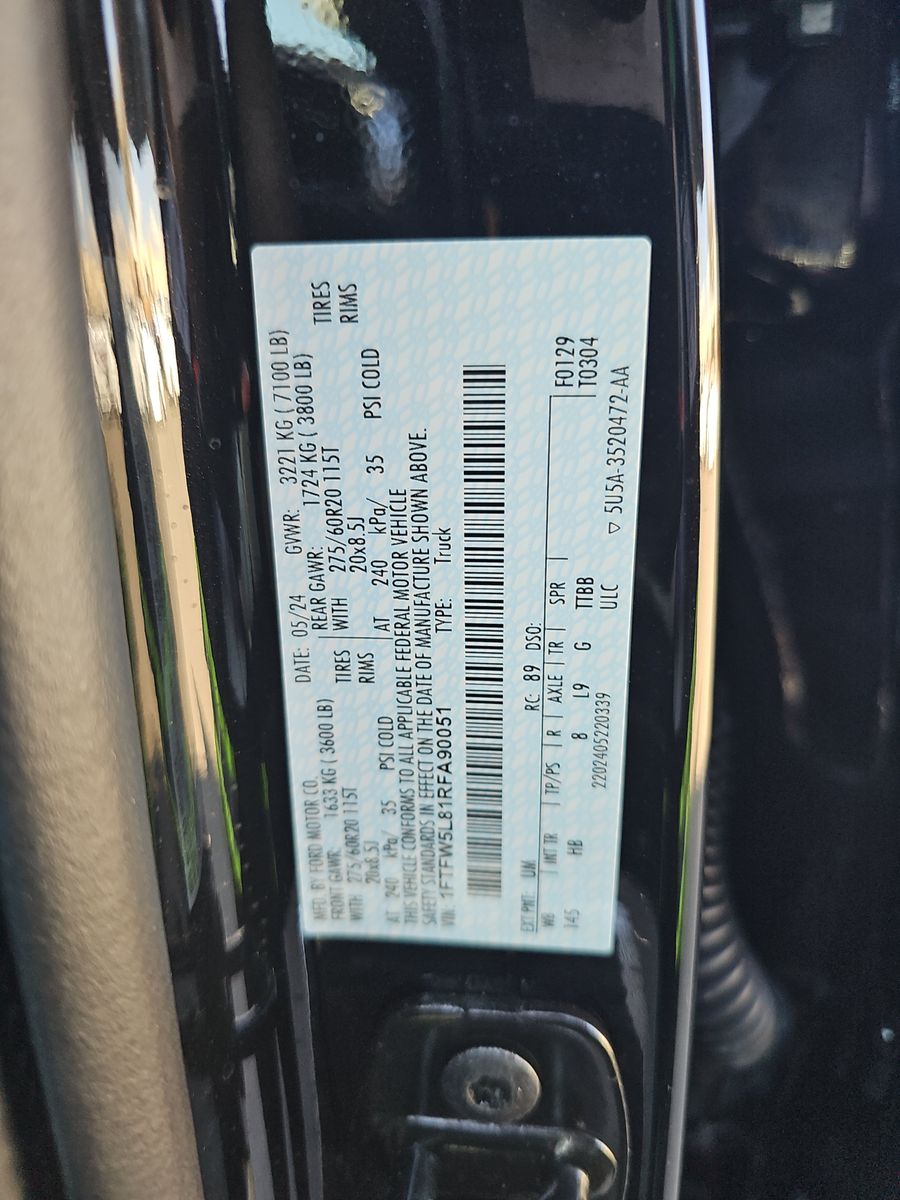 MFD. BY FORD MOTOR CO.
DATE: 05/24 GVWR: 3221 KG ( 7100 LB)
FRONT GAWR: 1633 KG ( 3600 LB) REAR GAWR: 1724 KG ( 3800 LB)
WITH 275/60R20 115T TIRES WITH 275/60R20 115T TIRES
20x8.5J RIMS 20x8.5J RIMS
AT 240 kPa/ 35 PSI COLD AT 240 kPa/ 35 PSI COLD
THIS VEHICLE CONFORMS TO ALL APPLICABLE FEDERAL MOTOR VEHICLE
SAFETY STANDARDS IN EFFECT ON THE DATE OF MANUFACTURE SHOWN ABOVE.
VIN: 1FTFW5L81RFA90051 TYPE: Truck
EXT PNT: UM RC: 89 DSO: F0129
WB INT TR TP/PS R AXLE TR SPR T0304
145 HB 8 L9 G TTBB
2202405220339 ULC ▽ 5U5A-3520472-AA